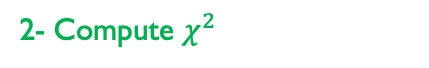 2- Compute χ²